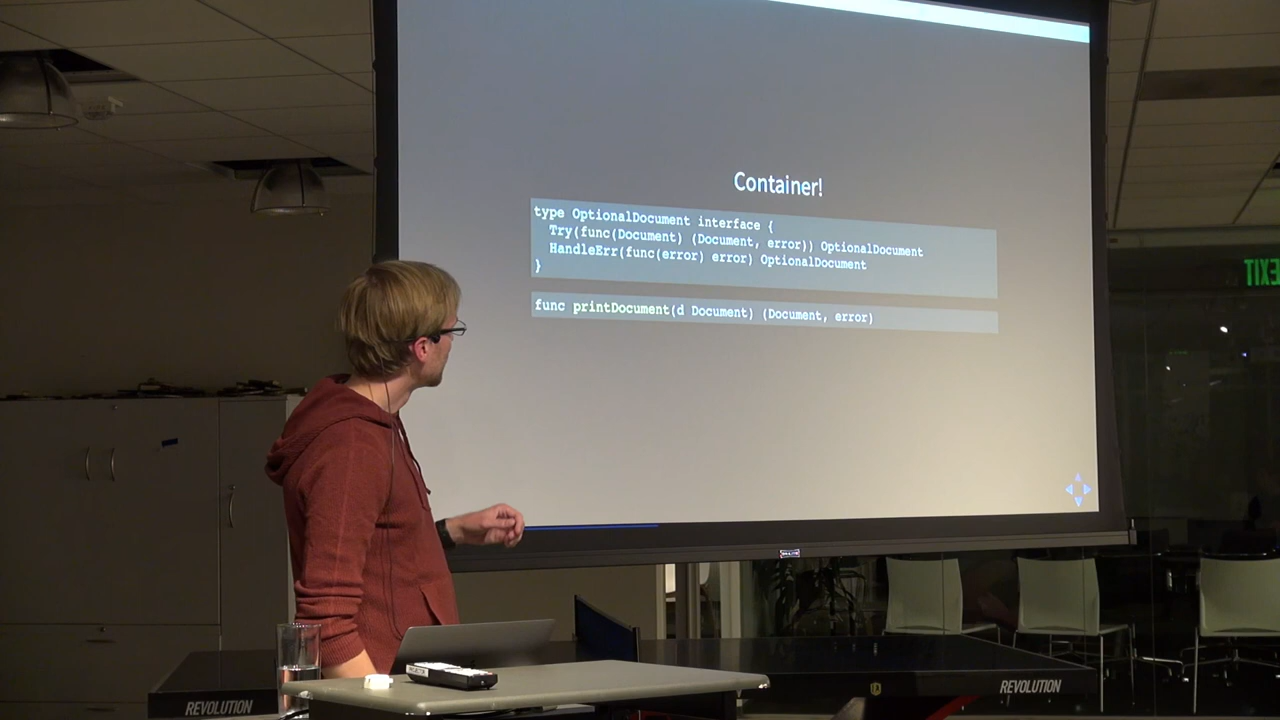 Container!
type OptionalDocument interface {
Try(func(Document) (Document, error)) OptionalDocument
HandleErr(func(error) error) OptionalDocument
}
func printDocument(d Document) (Document, error)
EXIT
REVOLUTION
REVOLUTION